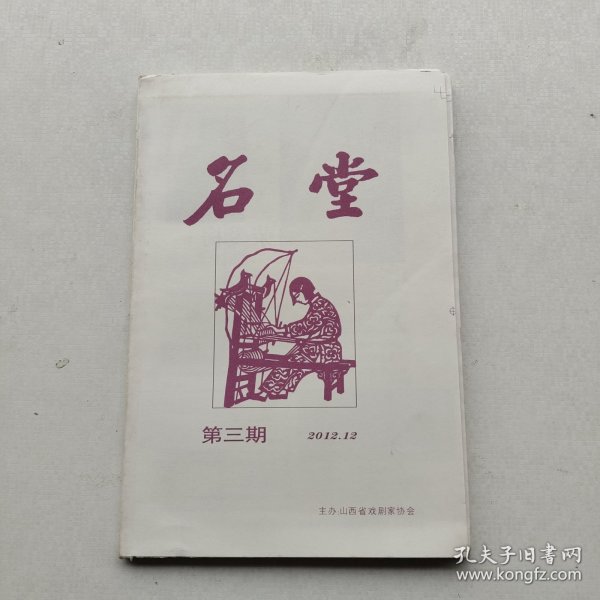 名堂
第三期 2012.12
主办:山西省戏剧家协会
孔夫子旧书网
www.kongfz.com